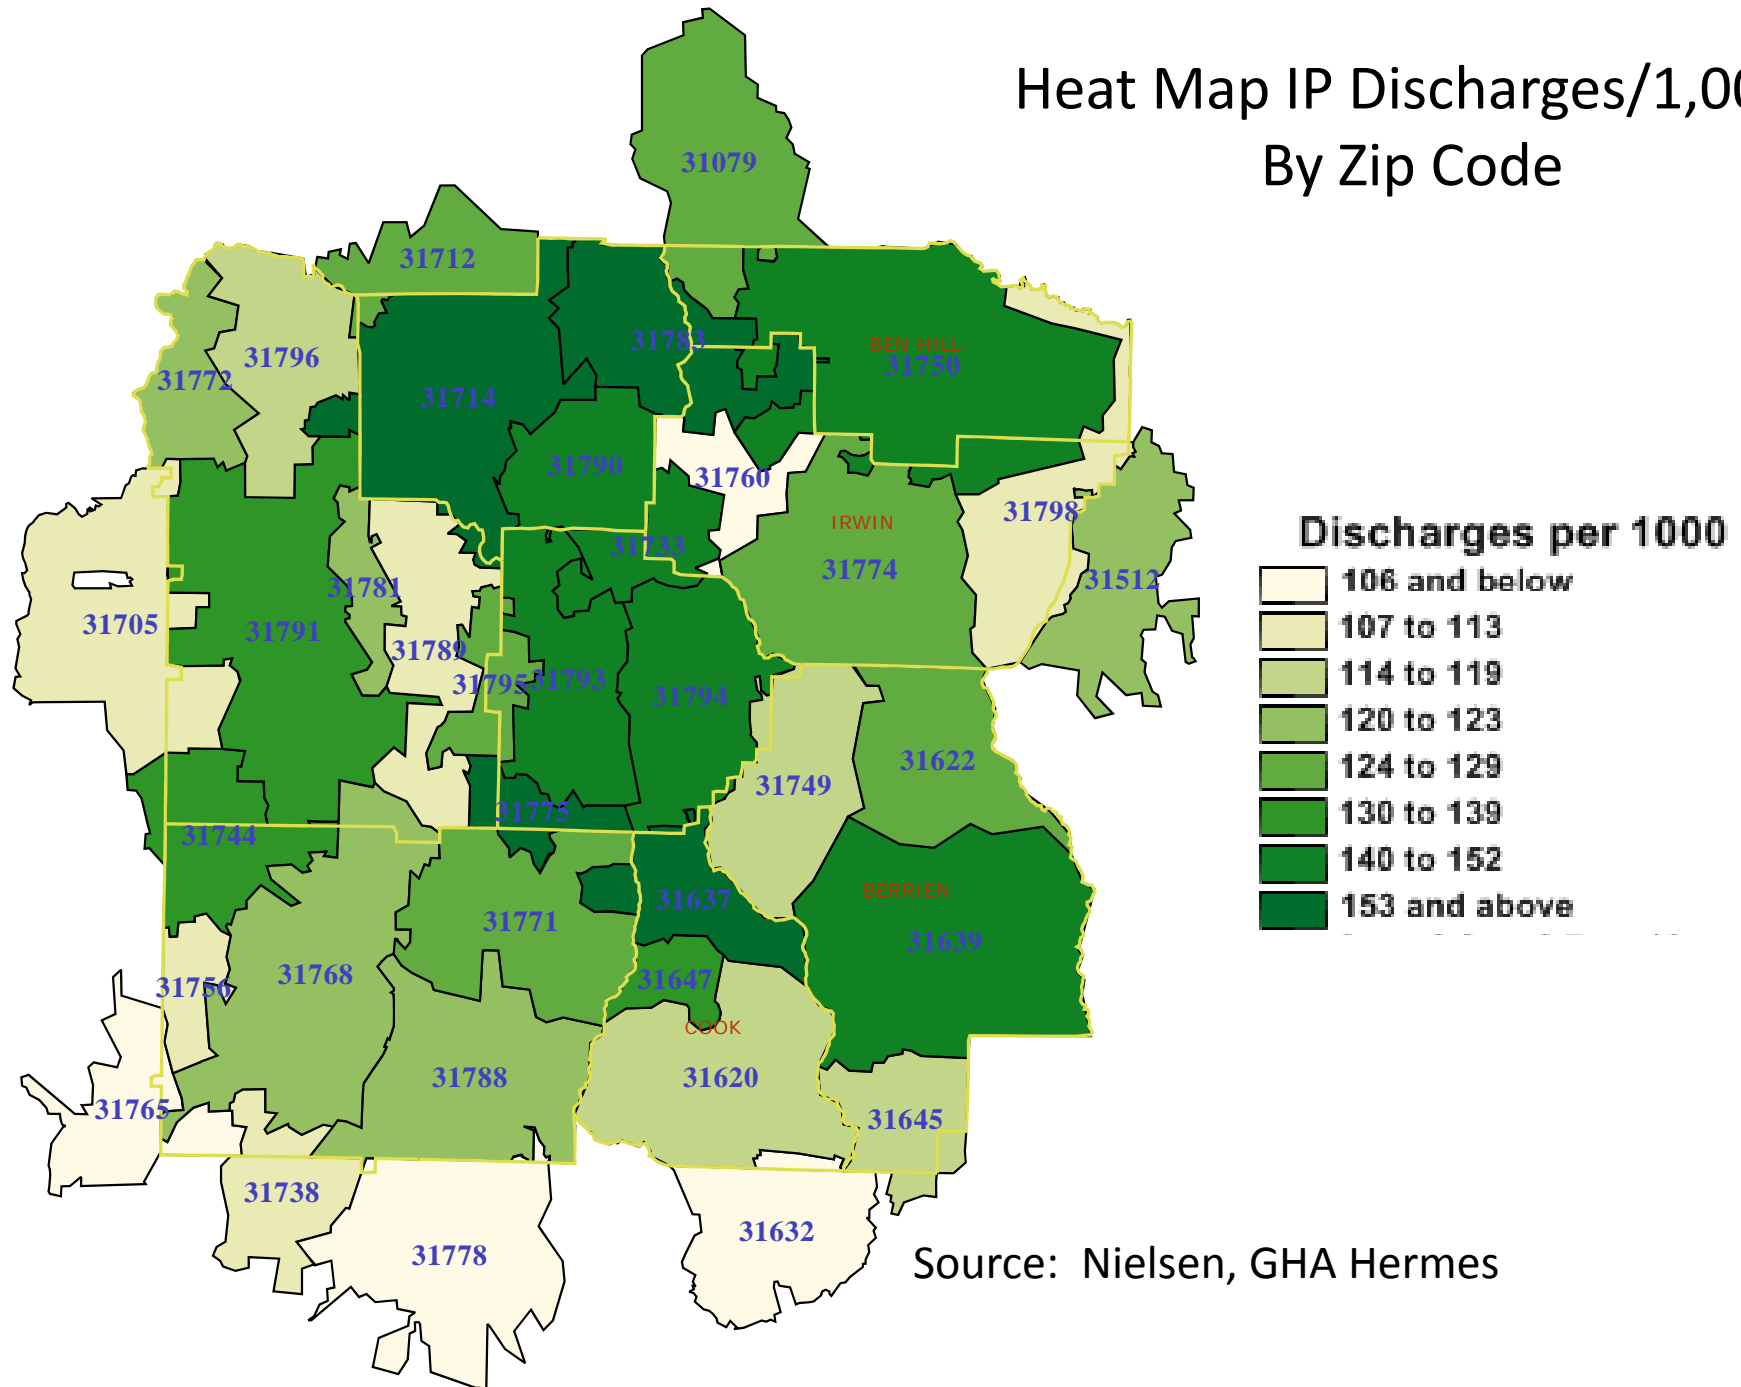 Heat Map IP Discharges/1,00
By Zip Code
31079
31712
31796
31772
31783
BEN HILL
31750
31714
31790
31760
31798
IRWIN
31733
31774
31512
31781
31705
31791
31789
31795
31793
31794
31622
31749
31775
31744
BERRIEN
31637
31771
31639
31768
31756
31647
COOK
31788
31620
31765
31645
31738
31632
31778
Discharges per 1000
106 and below
107 to 113
114 to 119
120 to 123
124 to 129
130 to 139
140 to 152
153 and above
Source: Nielsen, GHA Hermes